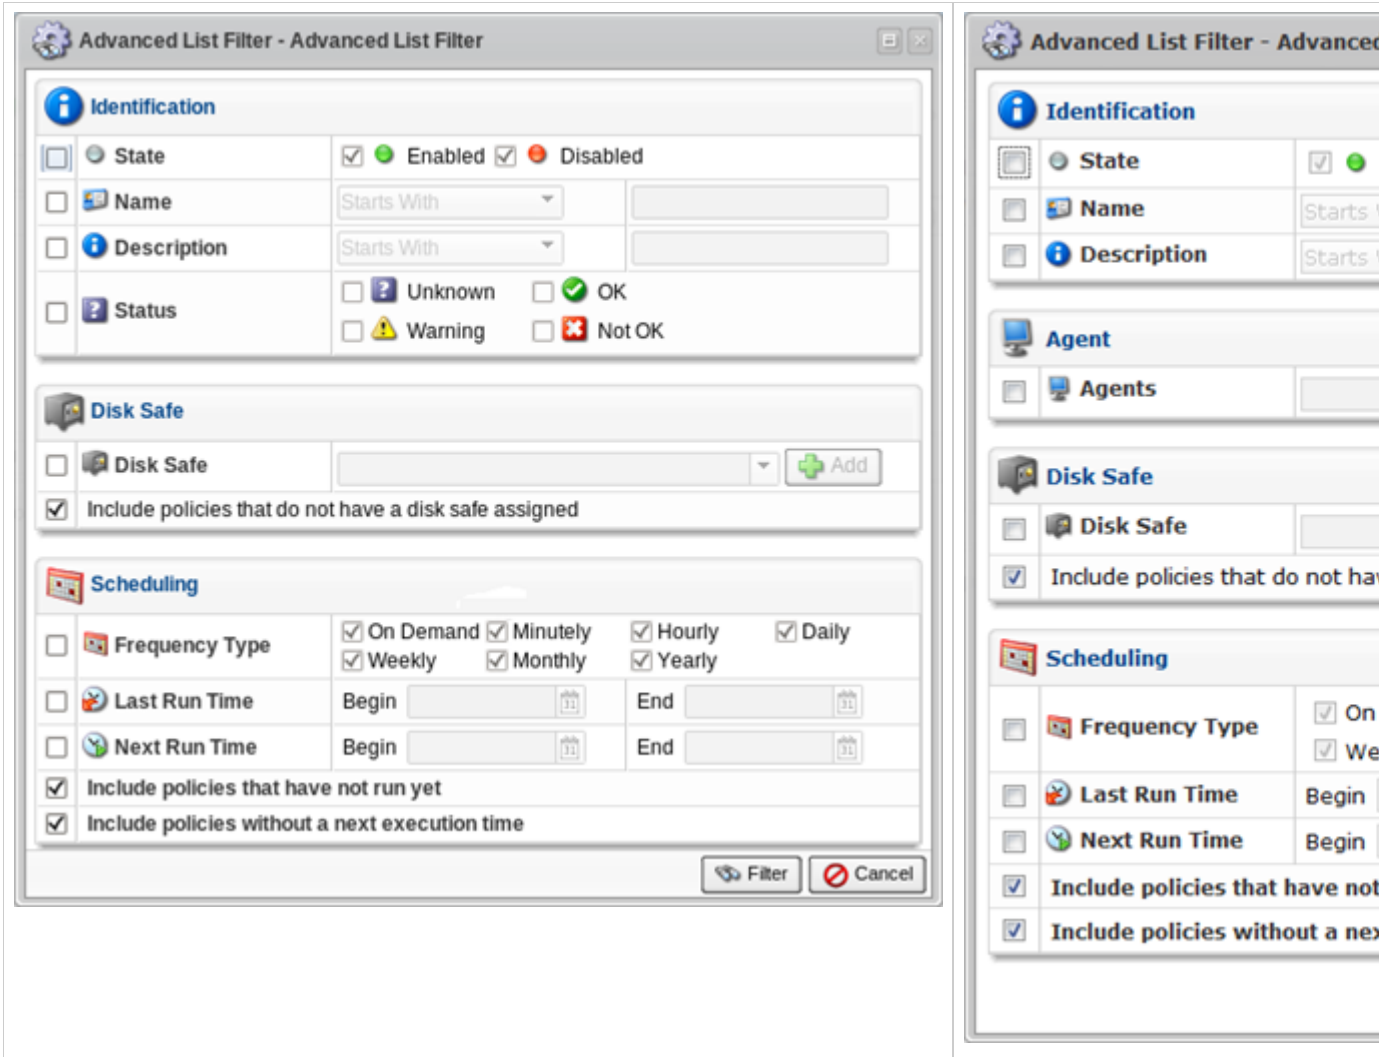 Advanced List Filter - Advanced List Filter
Identification
State
Enabled
Disabled
Name
Starts With
Description
Starts With
Status
Unknown
OK
Warning
Not OK
Disk Safe
Disk Safe
Add
Include policies that do not have a disk safe assigned
Scheduling
Frequency Type
On Demand
Minutely
Hourly
Daily
Weekly
Monthly
Yearly
Last Run Time
Begin
End
Next Run Time
Begin
End
Include policies that have not run yet
Include policies without a next execution time
Filter
Cancel
Advanced List Filter - Advanced
Identification
State
Name
Starts
Description
Starts
Agent
Agents
Disk Safe
Disk Safe
Include policies that do not hav
Scheduling
Frequency Type
On
We
Last Run Time
Begin
Next Run Time
Begin
Include policies that have not
Include policies without a nex